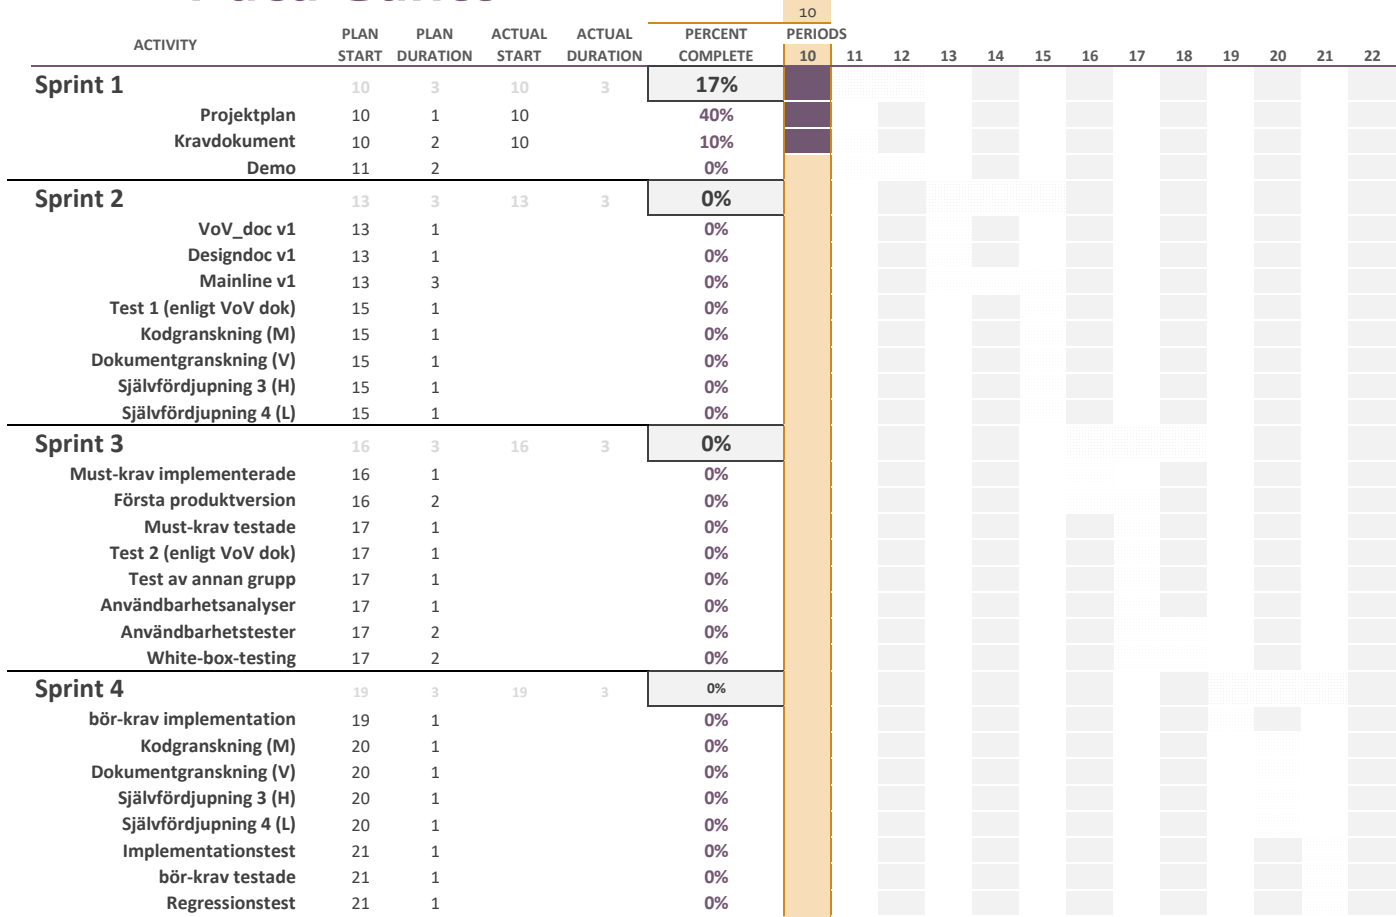 10
ACTIVITY PLAN START PLAN DURATION ACTUAL START ACTUAL DURATION PERCENT COMPLETE PERIODS
10 11 12 13 14 15 16 17 18 19 20 21 22
Sprint 1 10 3 10 3 17%
Projektplan 10 1 10 40%
Kravdokument 10 2 10 10%
Demo 11 2 0%
Sprint 2 13 3 13 3 0%
VoV_doc v1 13 1 0%
Designdoc v1 13 1 0%
Mainline v1 13 3 0%
Test 1 (enligt VoV dok) 15 1 0%
Kodgranskning (M) 15 1 0%
Dokumentgranskning (V) 15 1 0%
Självfördjupning 3 (H) 15 1 0%
Självfördjupning 4 (L) 15 1 0%
Sprint 3 16 3 16 3 0%
Must-krav implementerade 16 1 0%
Första produktversion 16 2 0%
Must-krav testade 17 1 0%
Test 2 (enligt VoV dok) 17 1 0%
Test av annan grupp 17 1 0%
Användbarhetsanalyser 17 1 0%
Användbarhetstester 17 2 0%
White-box-testing 17 2 0%
Sprint 4 19 3 19 3 0%
bör-krav implementation 19 1 0%
Kodgranskning (M) 20 1 0%
Dokumentgranskning (V) 20 1 0%
Självfördjupning 3 (H) 20 1 0%
Självfördjupning 4 (L) 20 1 0%
Implementationstest 21 1 0%
bör-krav testade 21 1 0%
Regressionstest 21 1 0%